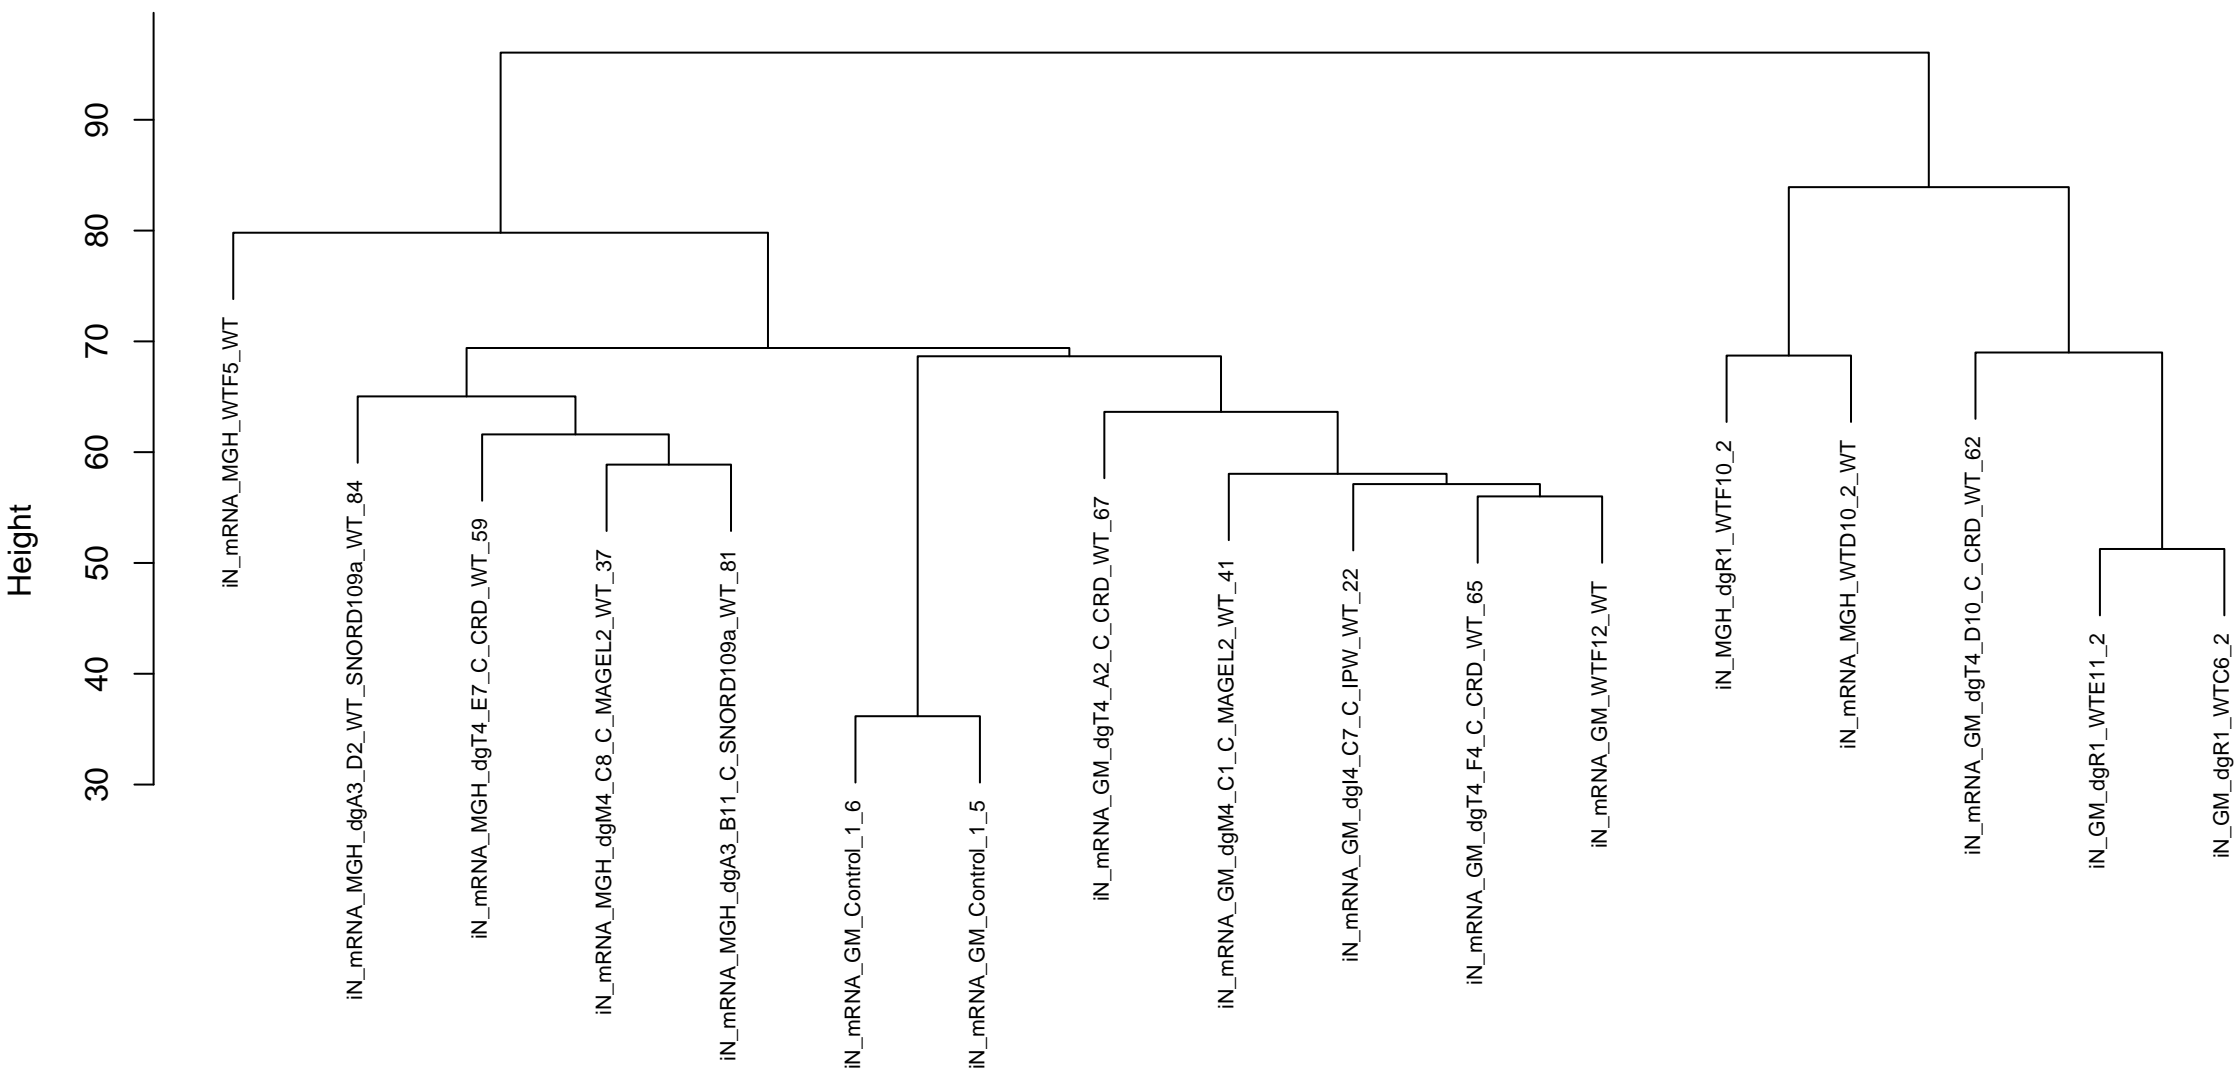 Height
90
80
70
60
50
40
30
iN_mRNA_MGH_WTF5_WT
iN_mRNA_MGH_dgA3_D2_WT_SNORD109a_WT_84
iN_mRNA_MGH_dgT4_E7_C_CRD_WT_59
iN_mRNA_MGH_dgM4_C8_C_MAGEL2_WT_37
iN_mRNA_MGH_dgA3_B11_C_SNORD109a_WT_81
iN_mRNA_GM_Control_1_6
iN_mRNA_GM_Control_1_5
iN_mRNA_GM_dgT4_A2_C_CRD_WT_67
iN_mRNA_GM_dgM4_C1_C_MAGEL2_WT_41
iN_mRNA_GM_dgI4_C7_C_IPW_WT_22
iN_mRNA_GM_dgT4_F4_C_CRD_WT_65
iN_mRNA_GM_WTF12_WT
iN_MGH_dgR1_WTF10_2
iN_mRNA_MGH_WTD10_2_WT
iN_mRNA_GM_dgT4_D10_C_CRD_WT_62
iN_GM_dgR1_WTE11_2
iN_GM_dgR1_WTC6_2